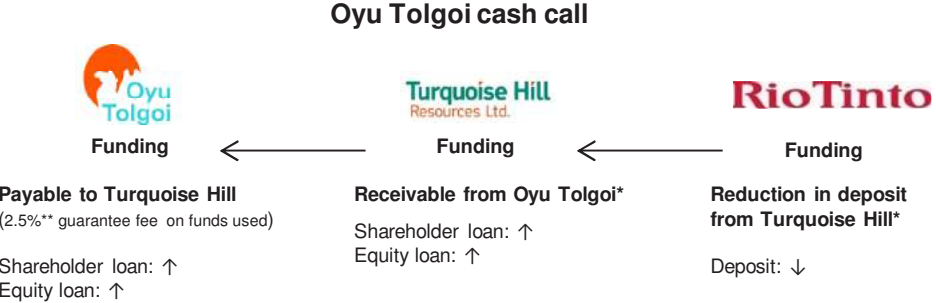 Oyu Tolgoi cash call
Oyu
Tolgoi
Turquoise Hill
Resources Ltd.
RioTinto
Funding
Funding
Funding
Payable to Turquoise Hill
(2.5%** guarantee fee on funds used)
Shareholder loan: ↑
Equity loan: ↑
Receivable from Oyu Tolgoi*
Shareholder loan: ↑
Equity loan: ↑
Reduction in deposit
from Turquoise Hill*
Deposit: ↓